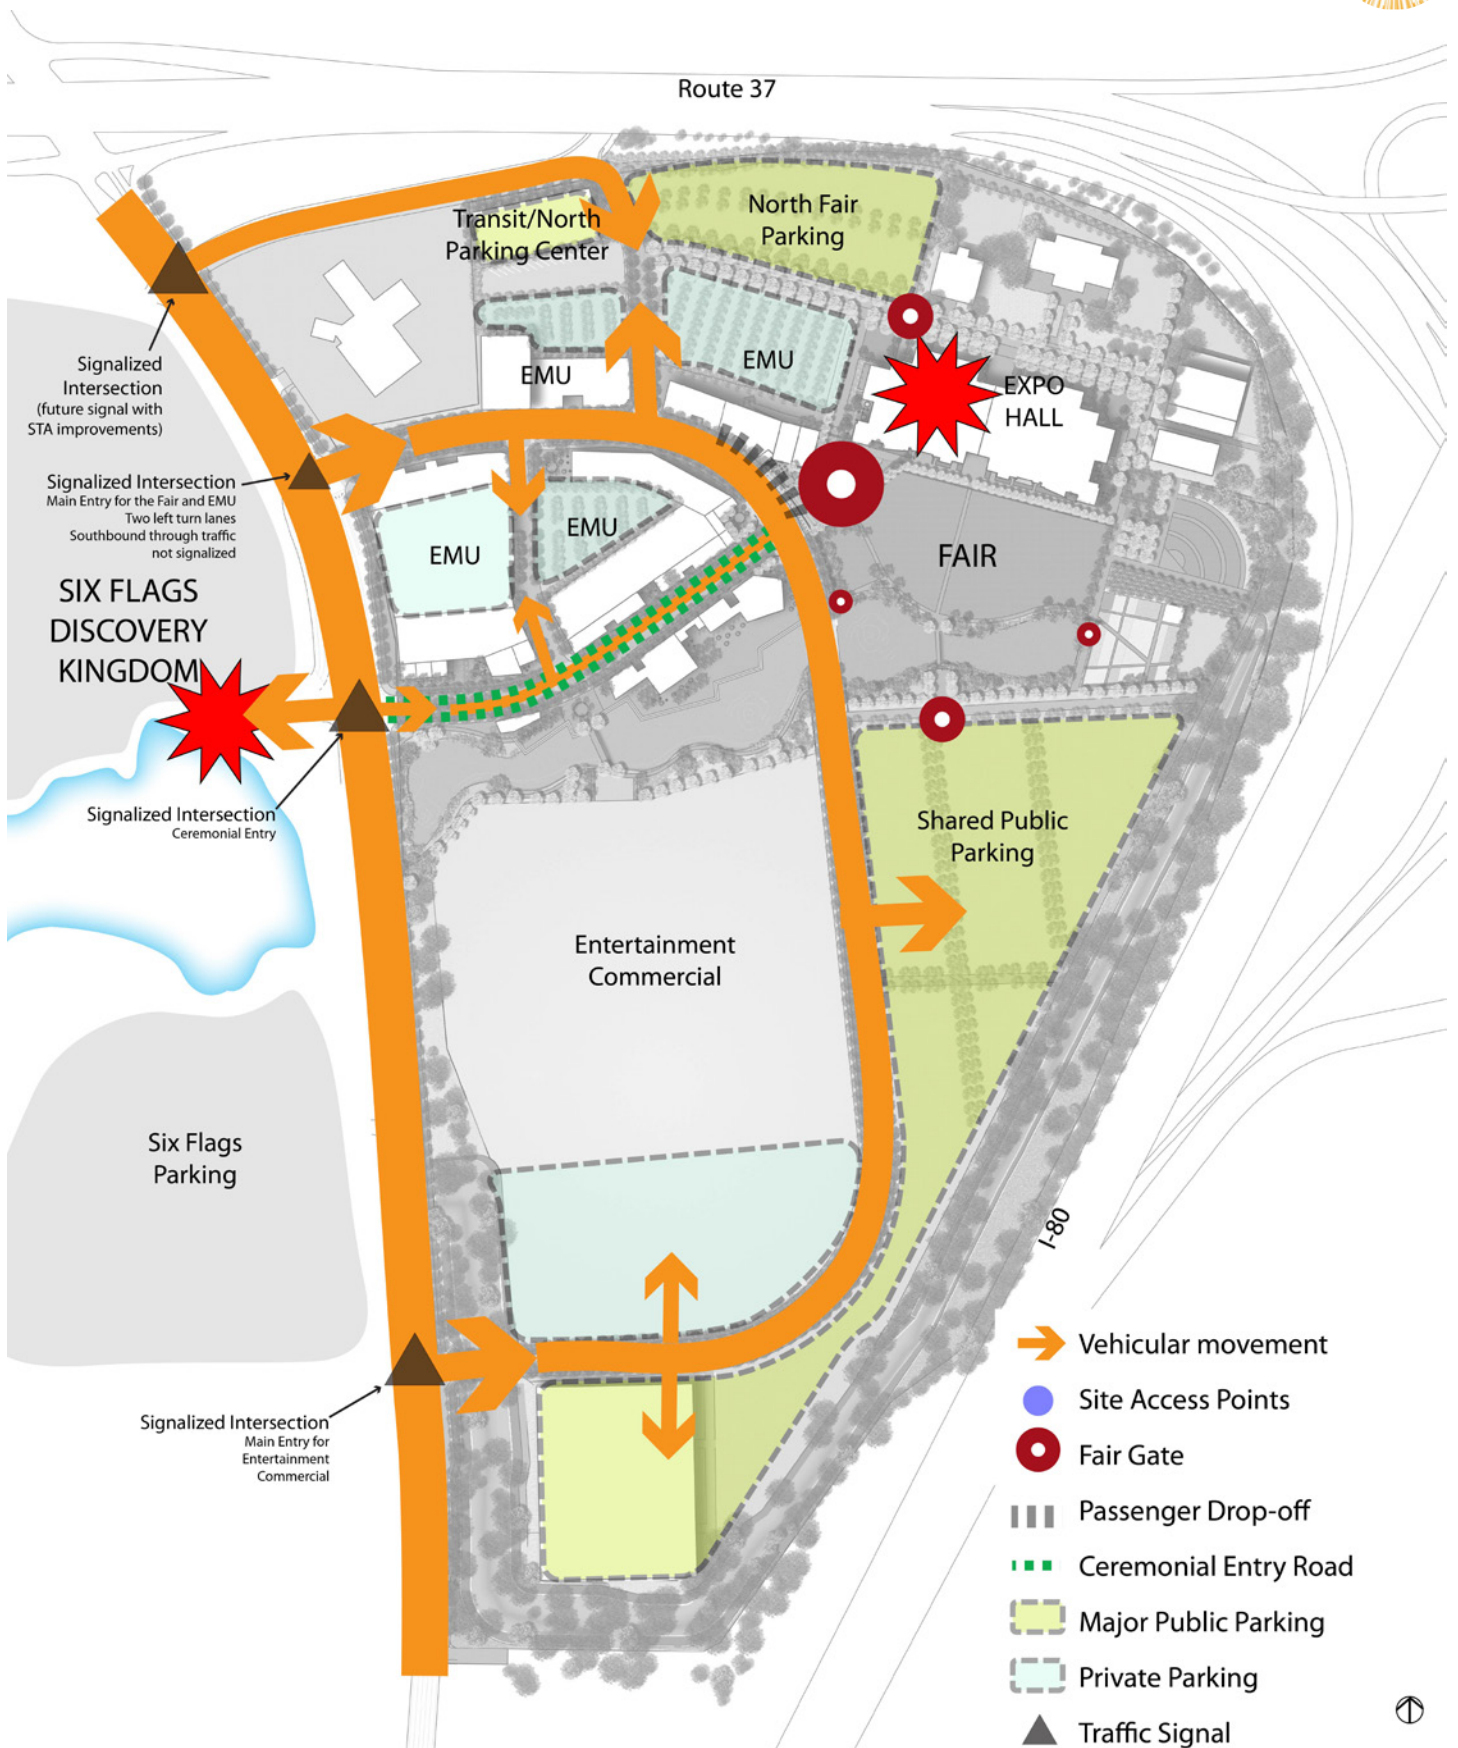 Route 37
Transit/North
Parking Center
North Fair
Parking
Signalized
Intersection
(future signal with
STA improvements)
EMU
EMU
EXPO
HALL
Signalized Intersection
Main Entry for the Fair and EMU
Two left turn lanes
Southbound through traffic
not signalized
EMU
EMU
FAIR
SIX FLAGS
DISCOVERY
KINGDOM
Signalized Intersection
Ceremonial Entry
Shared Public
Parking
Entertainment
Commercial
Six Flags
Parking
I-80
Signalized Intersection
Main Entry for
Entertainment
Commercial
Vehicular movement
Site Access Points
Fair Gate
Passenger Drop-off
Ceremonial Entry Road
Major Public Parking
Private Parking
Traffic Signal